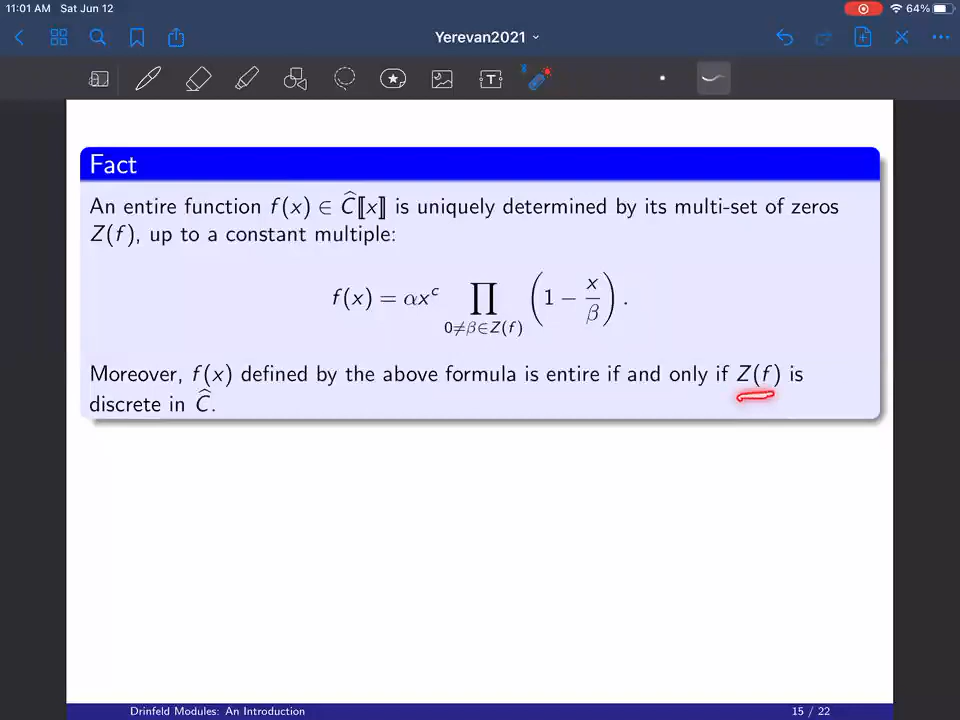 11:01 AM Sat Jun 12
64%
Yerevan2021
T
Fact
An entire function f(x) ∈ Ĉ⟦x⟧ is uniquely determined by its multi-set of zeros
Z(f), up to a constant multiple:
f(x) = αx^c ∏_{0≠β∈Z(f)} (1 − x/β).
Moreover, f(x) defined by the above formula is entire if and only if Z(f) is
discrete in Ĉ.
Drinfeld Modules: An Introduction
15 / 22